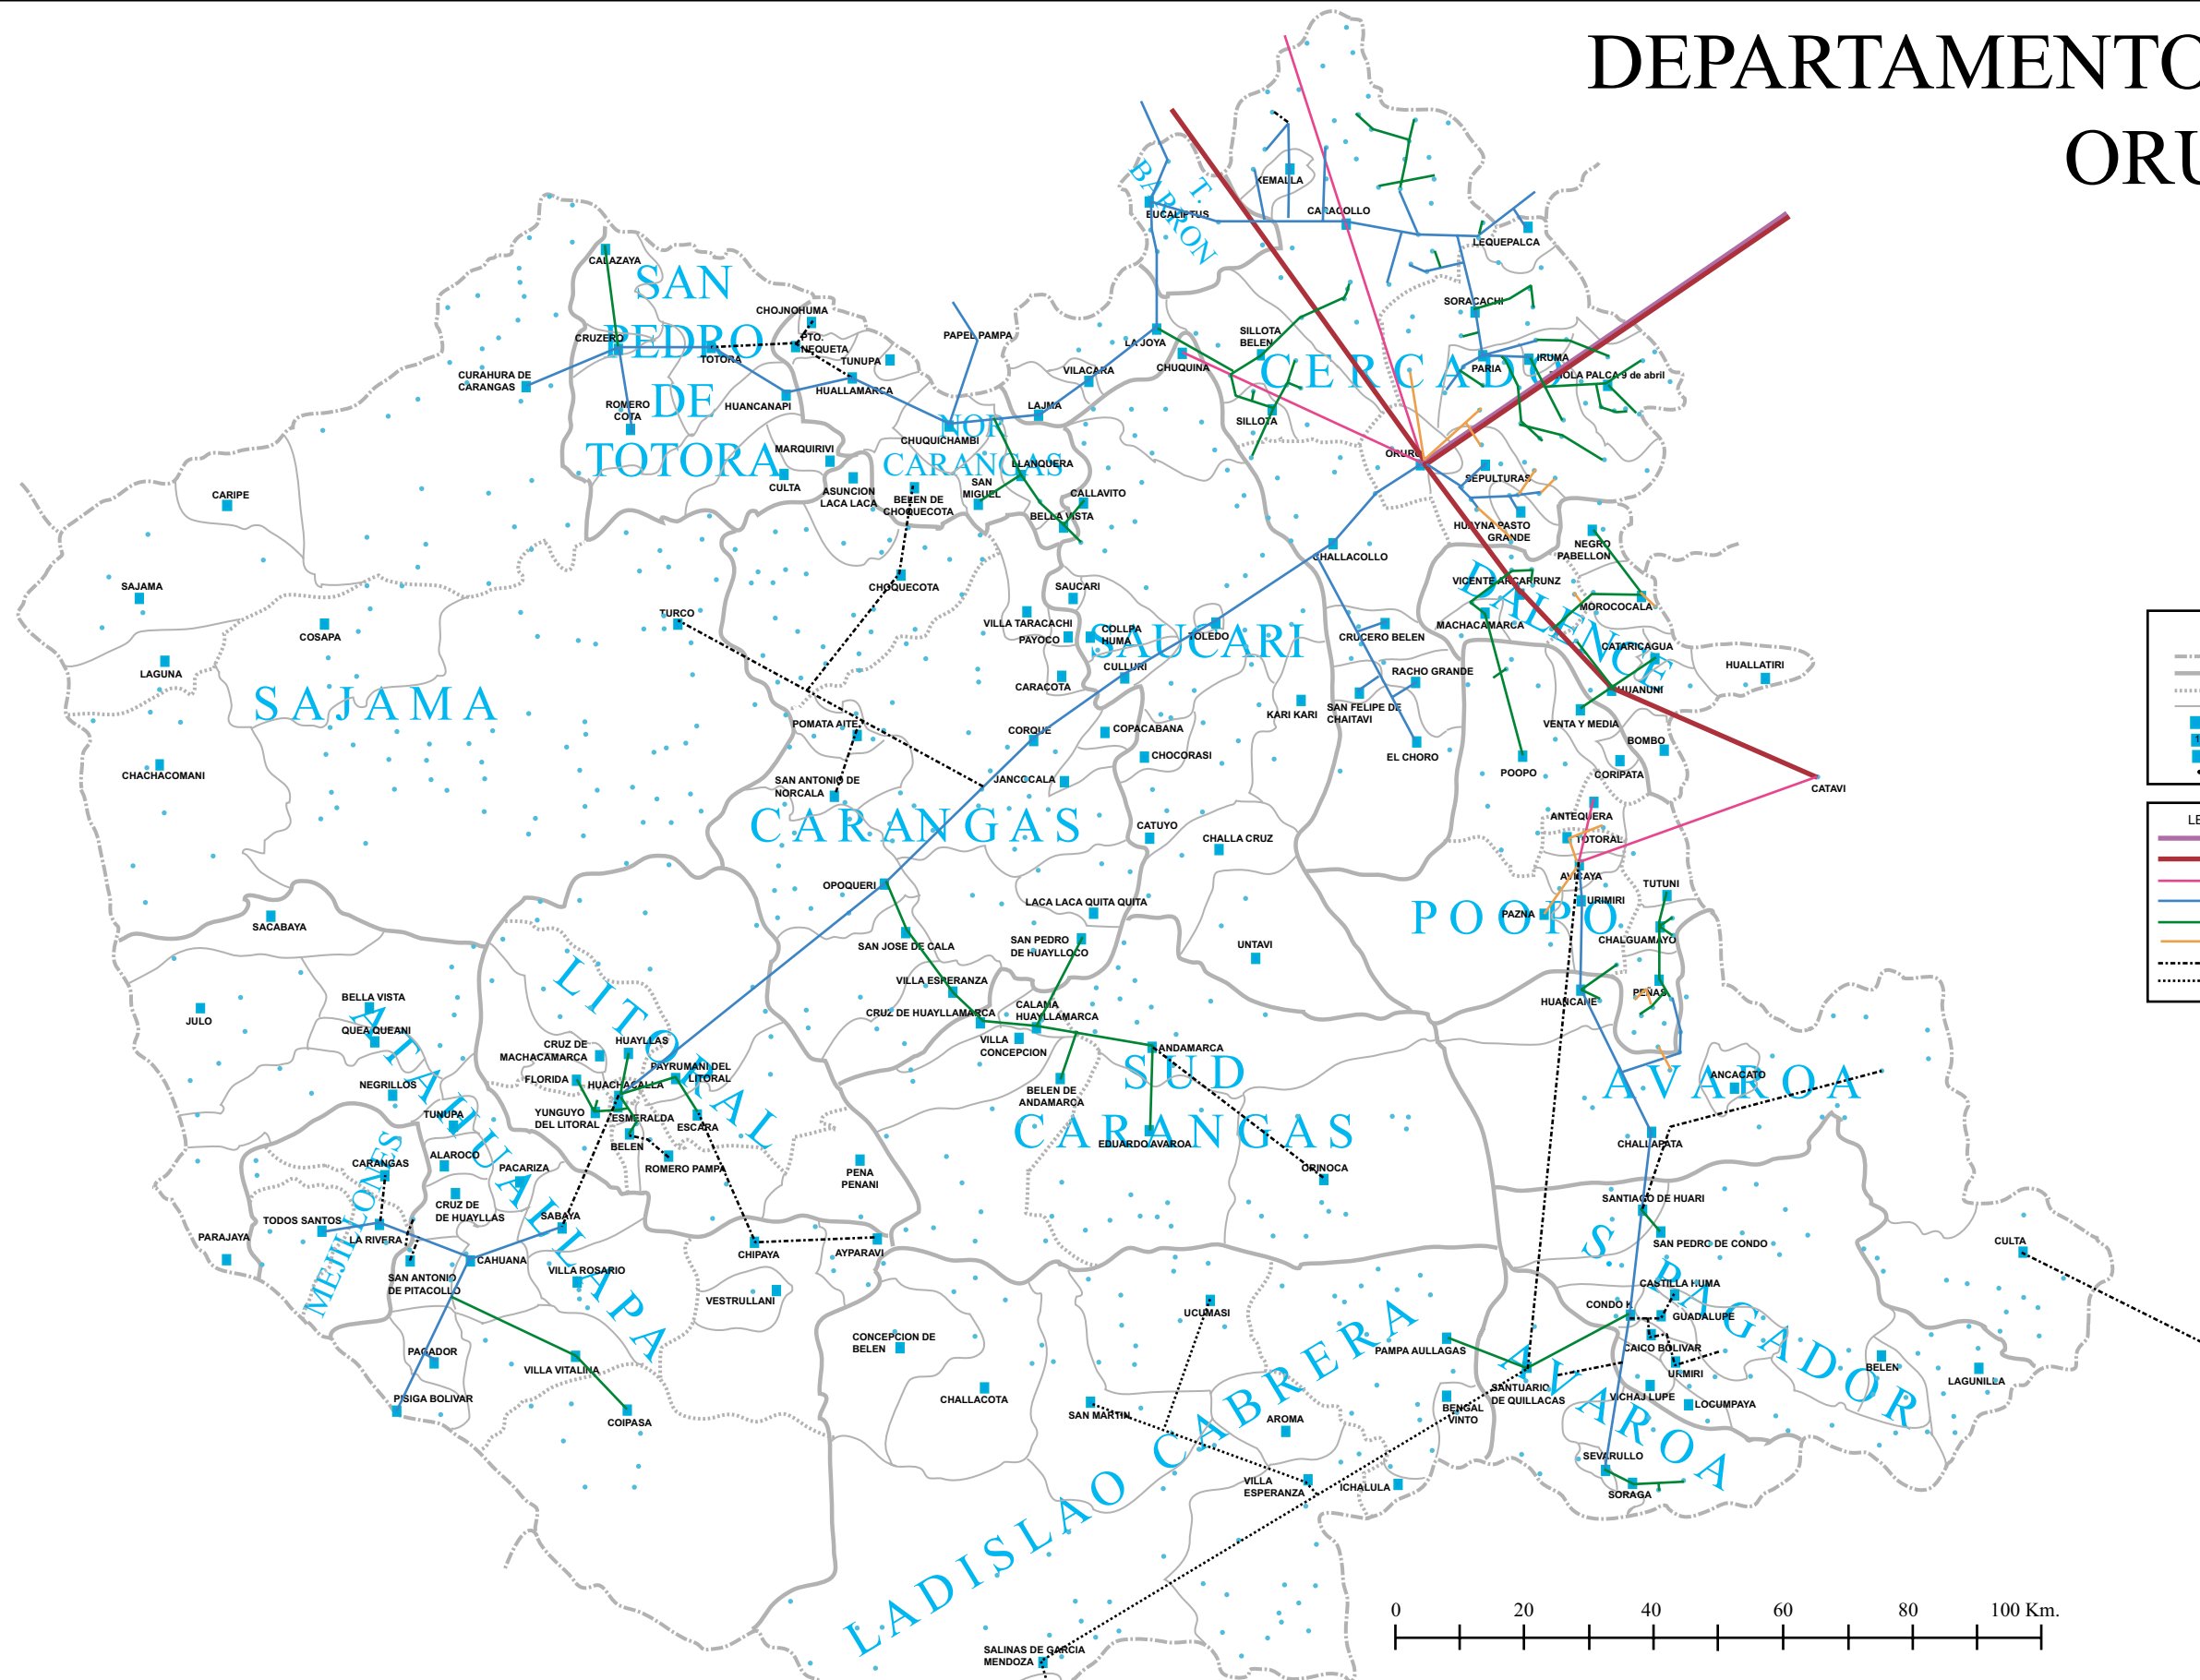 DEPARTAMENTO
ORU
T. BARRON
EUCALIPTUS
KEMALLA
CARACOLLO
LEQUEPALCA
CALAZAYA
SAN
PEDRO
DE
TOTORA
CHOJNOHUMA
PTO.
NEQUETA
TUNUPA
CRUZERO
TOTORA
CURAHURA DE
CARANGAS
ROMERO
COTA
HUANCANAPI
HUALLAMARCA
PAPEL PAMPA
LA JOYA
CHUQUINA
VILACARA
LAJMA
SILLOTA
BELEN
CERCADO
SORACACHI
IRUMA
PARIA
9 de abril
SILLOTA
CHUQUICHAMBI
NOR
CARANGAS
MARQUIRIVI
CULTA
ASUNCION
LACA LACA
BELEN DE
CHOQUECOTA
SAN
MIGUEL
LLANQUERA
CALLAVITO
BELLA VISTA
ORURO
SEPULTURAS
HUAYNA PASTO
GRANDE
NEGRO
PABELLON
CARIPE
SAJAMA
COSAPA
LAGUNA
CHACHACOMANI
SAJAMA
TURCO
CHOQUECOTA
SAUCARI
VILLA TARACACHI
PAYOCO
COLLPA
HUMA
SAUCARI
TOLEDO
CULLURI
CARACOTA
CHALLACOLLO
CRUCERO BELEN
RACHO GRANDE
KARI KARI
SAN FELIPE DE
CHAITAVI
EL CHORO
DALENCE
VICENTE ASCARRUNZ
MOROCOCALA
MACHACAMARCA
CATARICAGUA
HUALLATIRI
HUANUNI
VENTA Y MEDIA
BOMBO
CORIPATA
POOPO
CATAVI
POMATA AITE
CORQUE
COPACABANA
CHOCORASI
SAN ANTONIO DE
NORCALA
JANCOCALA
CARANGAS
CATUYO
CHALLA CRUZ
ANTEQUERA
TOTORAL
AVICAYA
TUTUNI
URIMIRI
PAZNA
POOPO
CHALGUAMAYO
OPOQUERI
LACA LACA QUITA QUITA
SAN JOSE DE CALA
SAN PEDRO
DE HUAYLLOCO
UNTAVI
SACABAYA
VILLA ESPERANZA
CRUZ DE HUAYLLAMARCA
CALAMA
HUAYLLAMARCA
HUANCANE
PEÑAS
JULO
BELLA VISTA
QUEA QUEANI
ATAHUALLAPA
LITORAL
CRUZ DE
MACHACAMARCA
HUAYLLAS
FLORIDA
HUACHACALLA
PAYRUMANI DEL
LITORAL
VILLA
CONCEPCION
ANDAMARCA
BELEN DE
ANDAMARCA
SUD
CARANGAS
EDUARDO AVAROA
AVAROA
ANCACATO
NEGRILLOS
TUNUPA
YUNGUYO
DEL LITORAL
ESMERALDA
ESCARA
BELEN
ROMERO PAMPA
CHALLAPATA
MEJILLONES
CARANGAS
ALAROCO
PACARIZA
PENA
PENANI
ORINOCA
SANTIAGO DE HUARI
CRUZ DE
DE HUAYLLAS
TODOS SANTOS
LA RIVERA
SABAYA
PARAJAYA
SAN ANTONIO
DE PITACOLLO
CAHUANA
CHIPAYA
AYPARAVI
SAN PEDRO DE CONDO
CULTA
VILLA ROSARIO
VESTRULLANI
S. PAGADOR
CASTILLA HUMA
CONDO K
GUADALUPE
UCUMASI
PAGADOR
VILLA VITALINA
CONCEPCION DE
BELEN
PAMPA AULLAGAS
CAICO BOLIVAR
URMIRI
BELEN
LAGUNILLA
PISIGA BOLIVAR
COIPASA
CHALLACOTA
SAN MARTIN
AROMA
BENGAL
VINTO
SANTUARIO
DE QUILLACAS
VICHAJ LUPE
LOCUMPAYA
AVAROA
LADISLAO CABRERA
VILLA
ESPERANZA
ICHALULA
SEVARULLO
SORAGA
SALINAS DE GARCIA
MENDOZA
0 20 40 60 80 100 Km.
LE